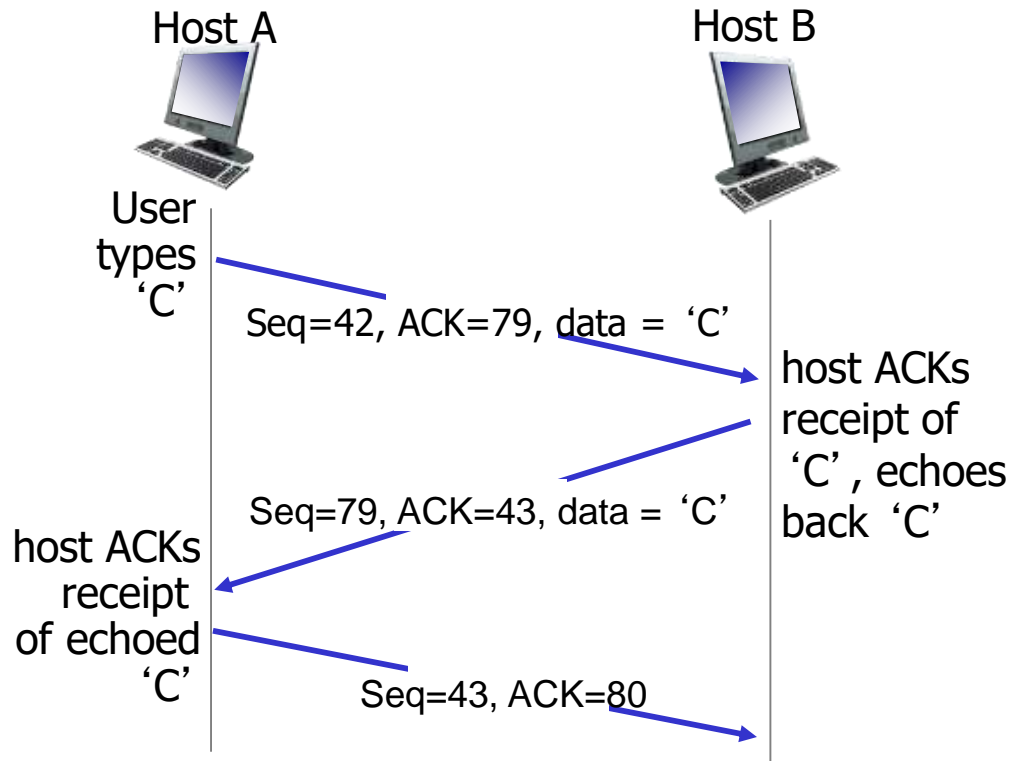 Host A
Host B
User
types
‘C’
Seq=42, ACK=79, data = ‘C’
host ACKs
receipt of
‘C’, echoes
back ‘C’
Seq=79, ACK=43, data = ‘C’
host ACKs
receipt
of echoed
‘C’
Seq=43, ACK=80